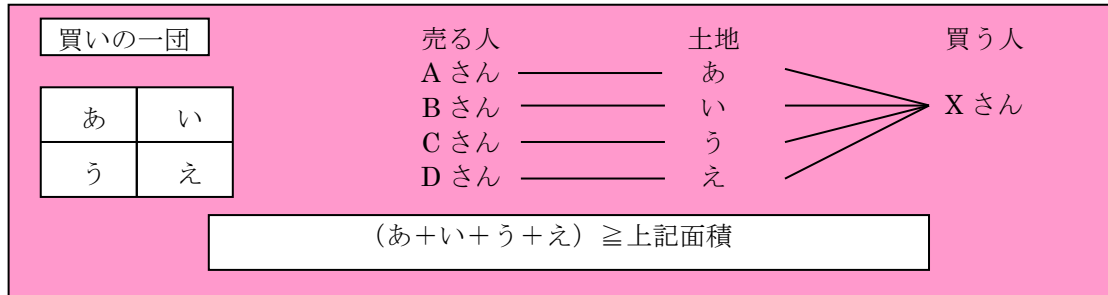 買いの一団
売る人 土地 買う人
Aさん あ
Bさん い Xさん
Cさん う
Dさん え
あ い
う え
（あ＋い＋う＋え）≧上記面積